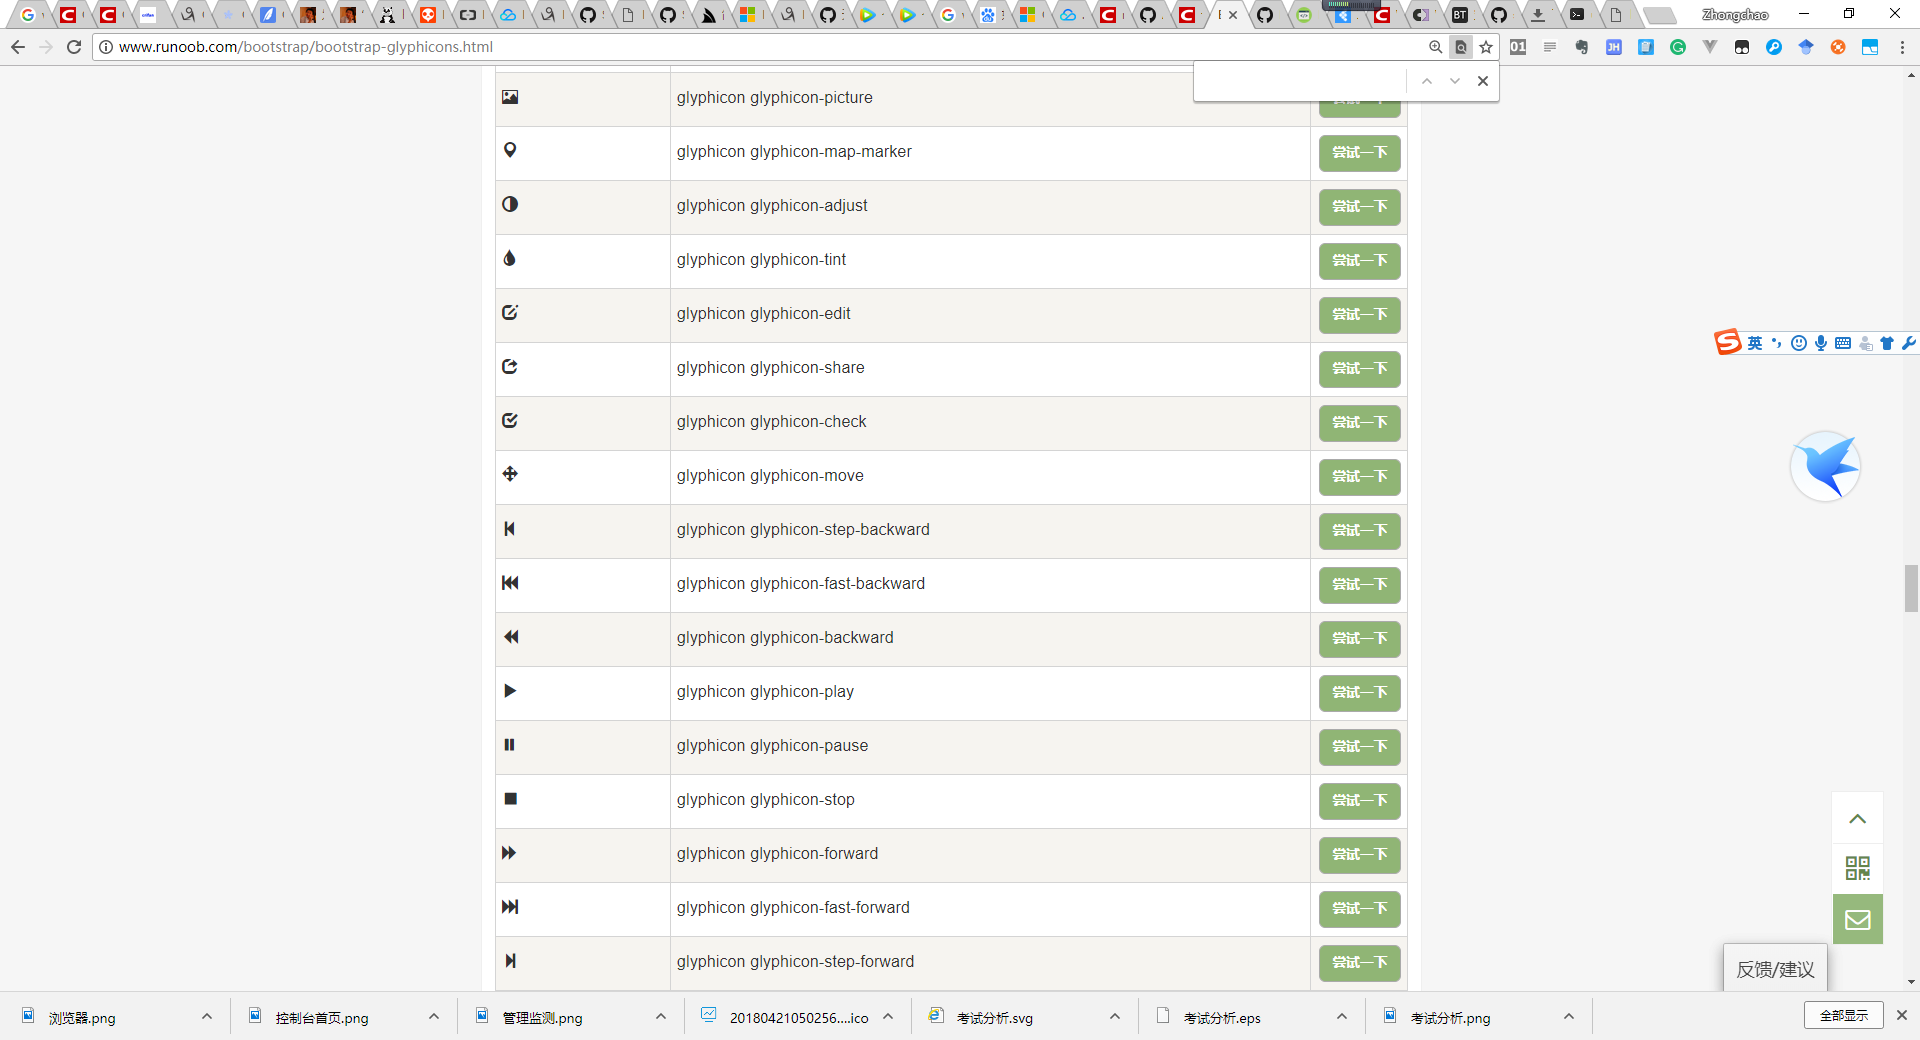 Zhongchao
www.runoob.com/bootstrap/bootstrap-glyphicons.html
glyphicon glyphicon-picture
glyphicon glyphicon-map-marker
尝试一下
glyphicon glyphicon-adjust
尝试一下
glyphicon glyphicon-tint
尝试一下
glyphicon glyphicon-edit
尝试一下
glyphicon glyphicon-share
尝试一下
glyphicon glyphicon-check
尝试一下
glyphicon glyphicon-move
尝试一下
glyphicon glyphicon-step-backward
尝试一下
glyphicon glyphicon-fast-backward
尝试一下
glyphicon glyphicon-backward
尝试一下
glyphicon glyphicon-play
尝试一下
glyphicon glyphicon-pause
尝试一下
glyphicon glyphicon-stop
尝试一下
glyphicon glyphicon-forward
尝试一下
glyphicon glyphicon-fast-forward
尝试一下
glyphicon glyphicon-step-forward
尝试一下
英
反馈/建议
浏览器.png
控制台首页.png
管理监测.png
20180421050256....ico
考试分析.svg
考试分析.eps
考试分析.png
全部显示